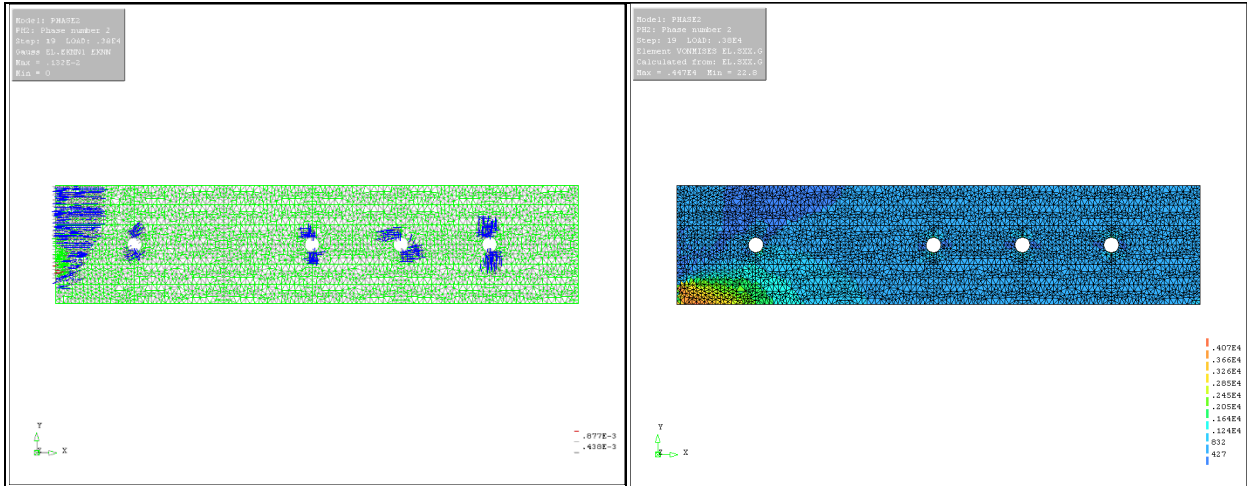 Model: PHASE2
PH2: Phase number 2
Step: 19 LOAD: .38E4
Gauss EL.EKNN1 EKNN
Max = .132E-2
Min = 0
Y
Z X
.877E-3
.438E-3
Model: PHASE2
PH2: Phase number 2
Step: 19 LOAD: .38E4
Element VONMISES EL.SXX.G
Calculated from: EL.SXX.G
Max = .447E4 Min = 22.8
.407E4
.366E4
.326E4
.285E4
.245E4
.205E4
.164E4
.124E4
832
427
Y
Z X